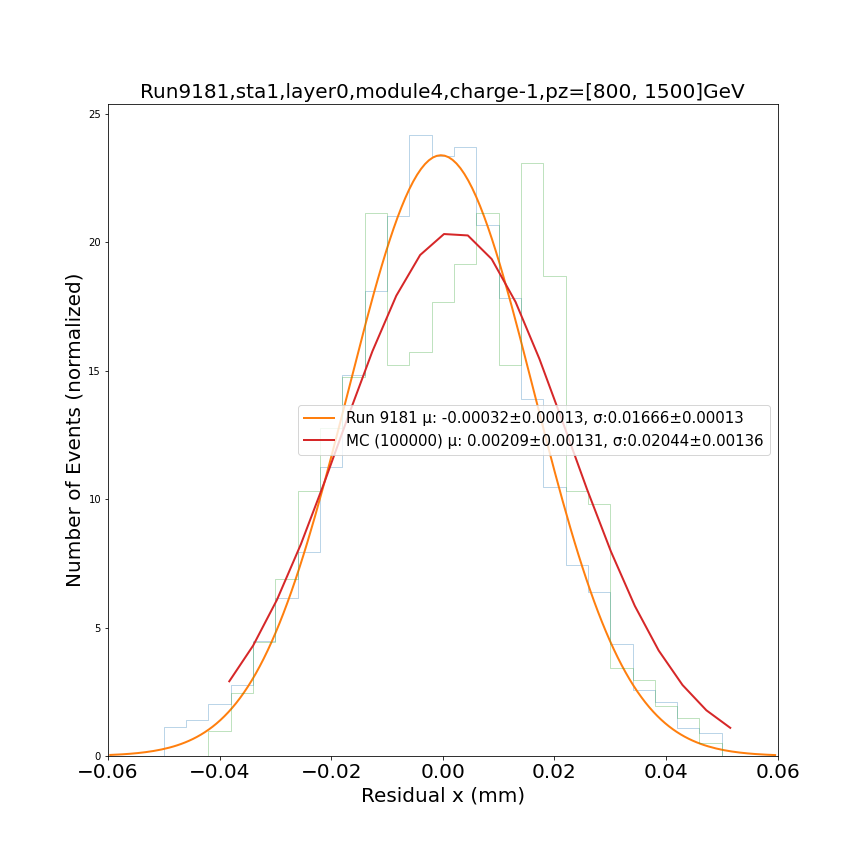 Run9181,sta1,layer0,module4,charge-1,pz=[800, 1500]GeV
25
20
15
10
5
0
Number of Events (normalized)
Run 9181 μ: -0.00032±0.00013, σ:0.01666±0.00013
MC (100000) μ: 0.00209±0.00131, σ:0.02044±0.00136
−0.06 −0.04 −0.02 0.00 0.02 0.04 0.06
Residual x (mm)